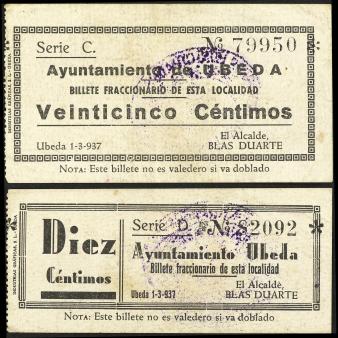 Serie C.
No 79950
Ayuntamiento de UBEDA
BILLETE FRACCIONARIO DE ESTA LOCALIDAD
Veinticinco Céntimos
Ubeda 1-3-937
El Alcalde,
BLAS DUARTE
NOTA: Este billete no es valedero si va doblado
Diez
Céntimos
Serie D.
No 82092
Ayuntamiento Ubeda
Billete fraccionario de esta localidad
Ubeda 1-3-937
El Alcalde,
BLAS DUARTE
NOTA: Este billete no es valedero si va doblado